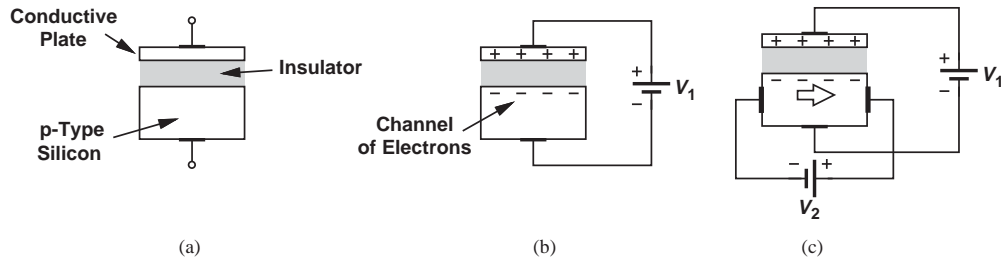 Conductive
Plate
Insulator
p-Type
Silicon
(a)
+ + + +
– – – –
Channel
of Electrons
+
–
V1
(b)
+ + + +
– – – –
+
–
V1
– +
V2
(c)